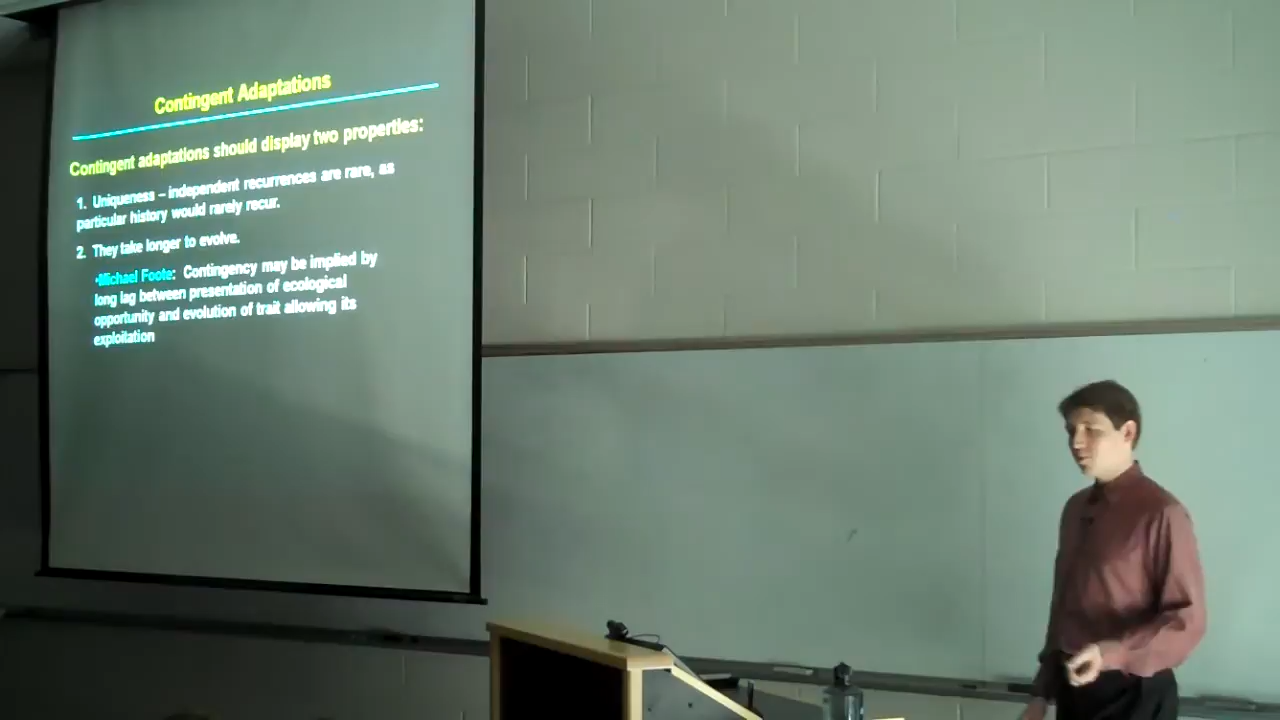 Contingent Adaptations
Contingent adaptations should display two properties:
1. Uniqueness – independent recurrences are rare, as
particular history would rarely recur.
2. They take longer to evolve.
•Michael Foote: Contingency may be implied by
long lag between presentation of ecological
opportunity and evolution of trait allowing its
exploitation